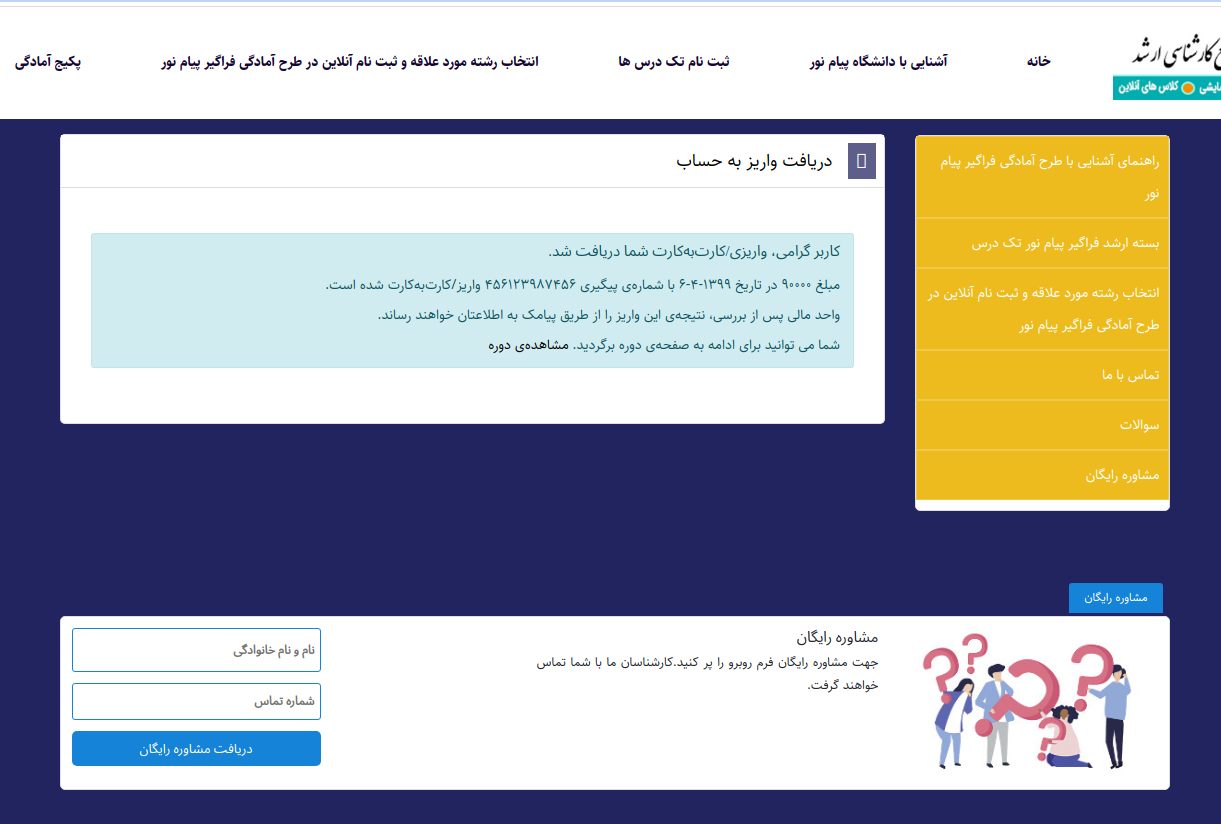 کارشناسی ارشد
کلاس های آنلاین
خانه
آشنایی با دانشگاه پیام نور
ثبت نام تک درس ها
انتخاب رشته مورد علاقه و ثبت نام آنلاین در طرح آمادگی فراگیر پیام نور
پکیج آمادگی
راهنمای آشنایی با طرح آمادگی فراگیر پیام
نور
بسته ارشد فراگیر پیام نور تک درس
انتخاب رشته مورد علاقه و ثبت نام آنلاین در
طرح آمادگی فراگیر پیام نور
تماس با ما
سوالات
مشاوره رایگان
دریافت واریز به حساب
کاربر گرامی، واریزی/کارت‌به‌کارت شما دریافت شد.
مبلغ ۹۰۰۰۰ در تاریخ ۱۳۹۹-۴-۶ با شماره‌ی پیگیری ۴۵۶۱۲۳۹۸۷۴۵۶ واریز/کارت‌به‌کارت شده است.
واحد مالی پس از بررسی، نتیجه‌ی این واریز را از طریق پیامک به اطلاعتان خواهند رساند.
شما می توانید برای ادامه به صفحه‌ی دوره برگردید. مشاهده‌ی دوره
مشاوره رایگان
مشاوره رایگان
جهت مشاوره رایگان فرم روبرو را پر کنید.کارشناسان ما با شما تماس
خواهند گرفت.
نام و نام خانوادگی
شماره تماس
دریافت مشاوره رایگان